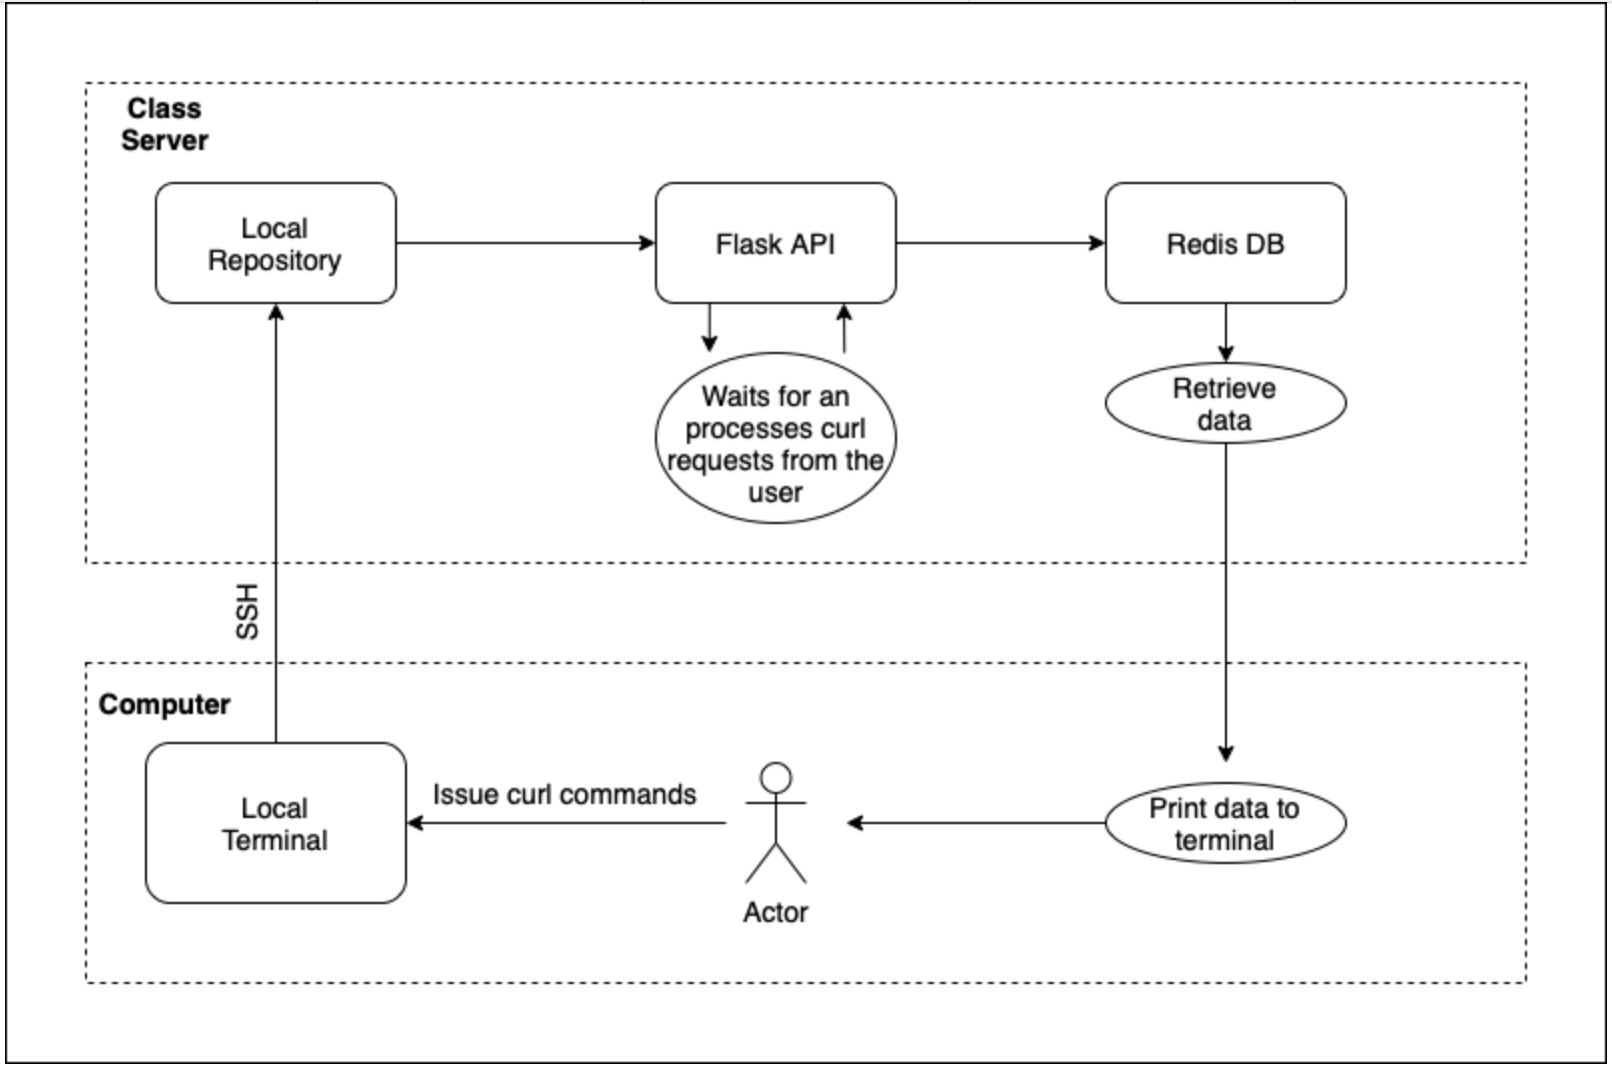 Class
Server
Local
Repository
Flask API
Redis DB
Waits for an
processes curl
requests from the
user
Retrieve
data
SSH
Computer
Local
Terminal
Issue curl commands
Actor
Print data to
terminal